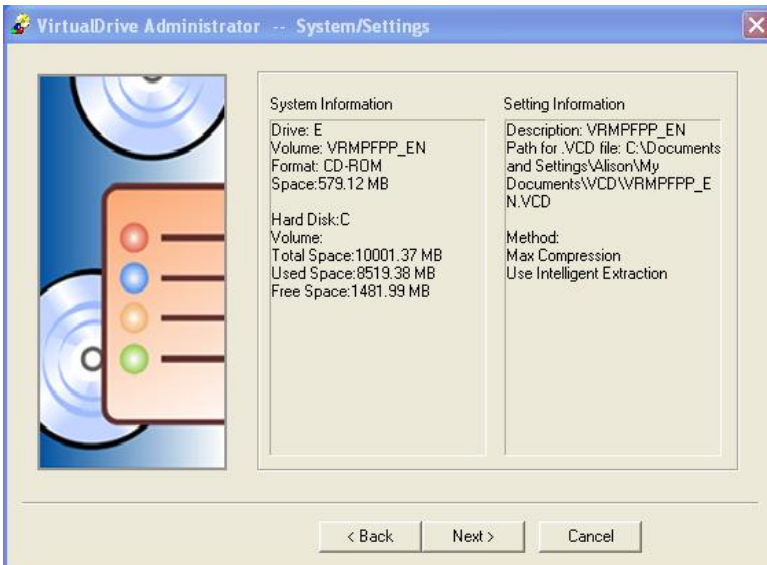 VirtualDrive Administrator -- System/Settings
System Information
Drive: E
Volume: VRMPFPP_EN
Format: CD-ROM
Space:579.12 MB
Hard Disk:C
Volume:
Total Space:10001.37 MB
Used Space:8519.38 MB
Free Space:1481.99 MB
Setting Information
Description: VRMPFPP_EN
Path for .VCD file: C:\Documents
and Settings\Alison\My
Documents\VCD\VRMPFPP_E
N.VCD
Method:
Max Compression
Use Intelligent Extraction
< Back
Next >
Cancel